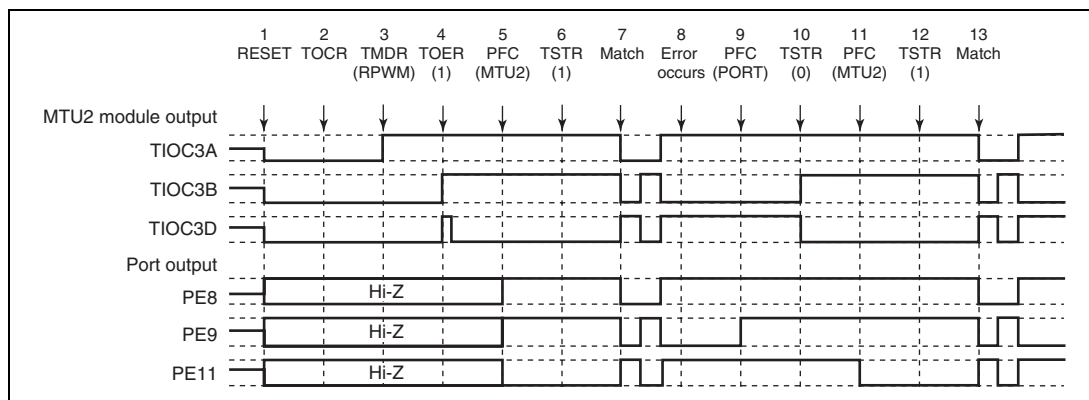 1 2 3 4 5 6 7 8 9 10 11 12 13
RESET TOCR TMDR TOER PFC TSTR Match Error PFC TSTR PFC TSTR Match
(RPWM) (1) (MTU2) (1) occurs (PORT) (0) (MTU2) (1)
MTU2 module output
TIOC3A
TIOC3B
TIOC3D
Port output
PE8 Hi-Z
PE9 Hi-Z
PE11 Hi-Z